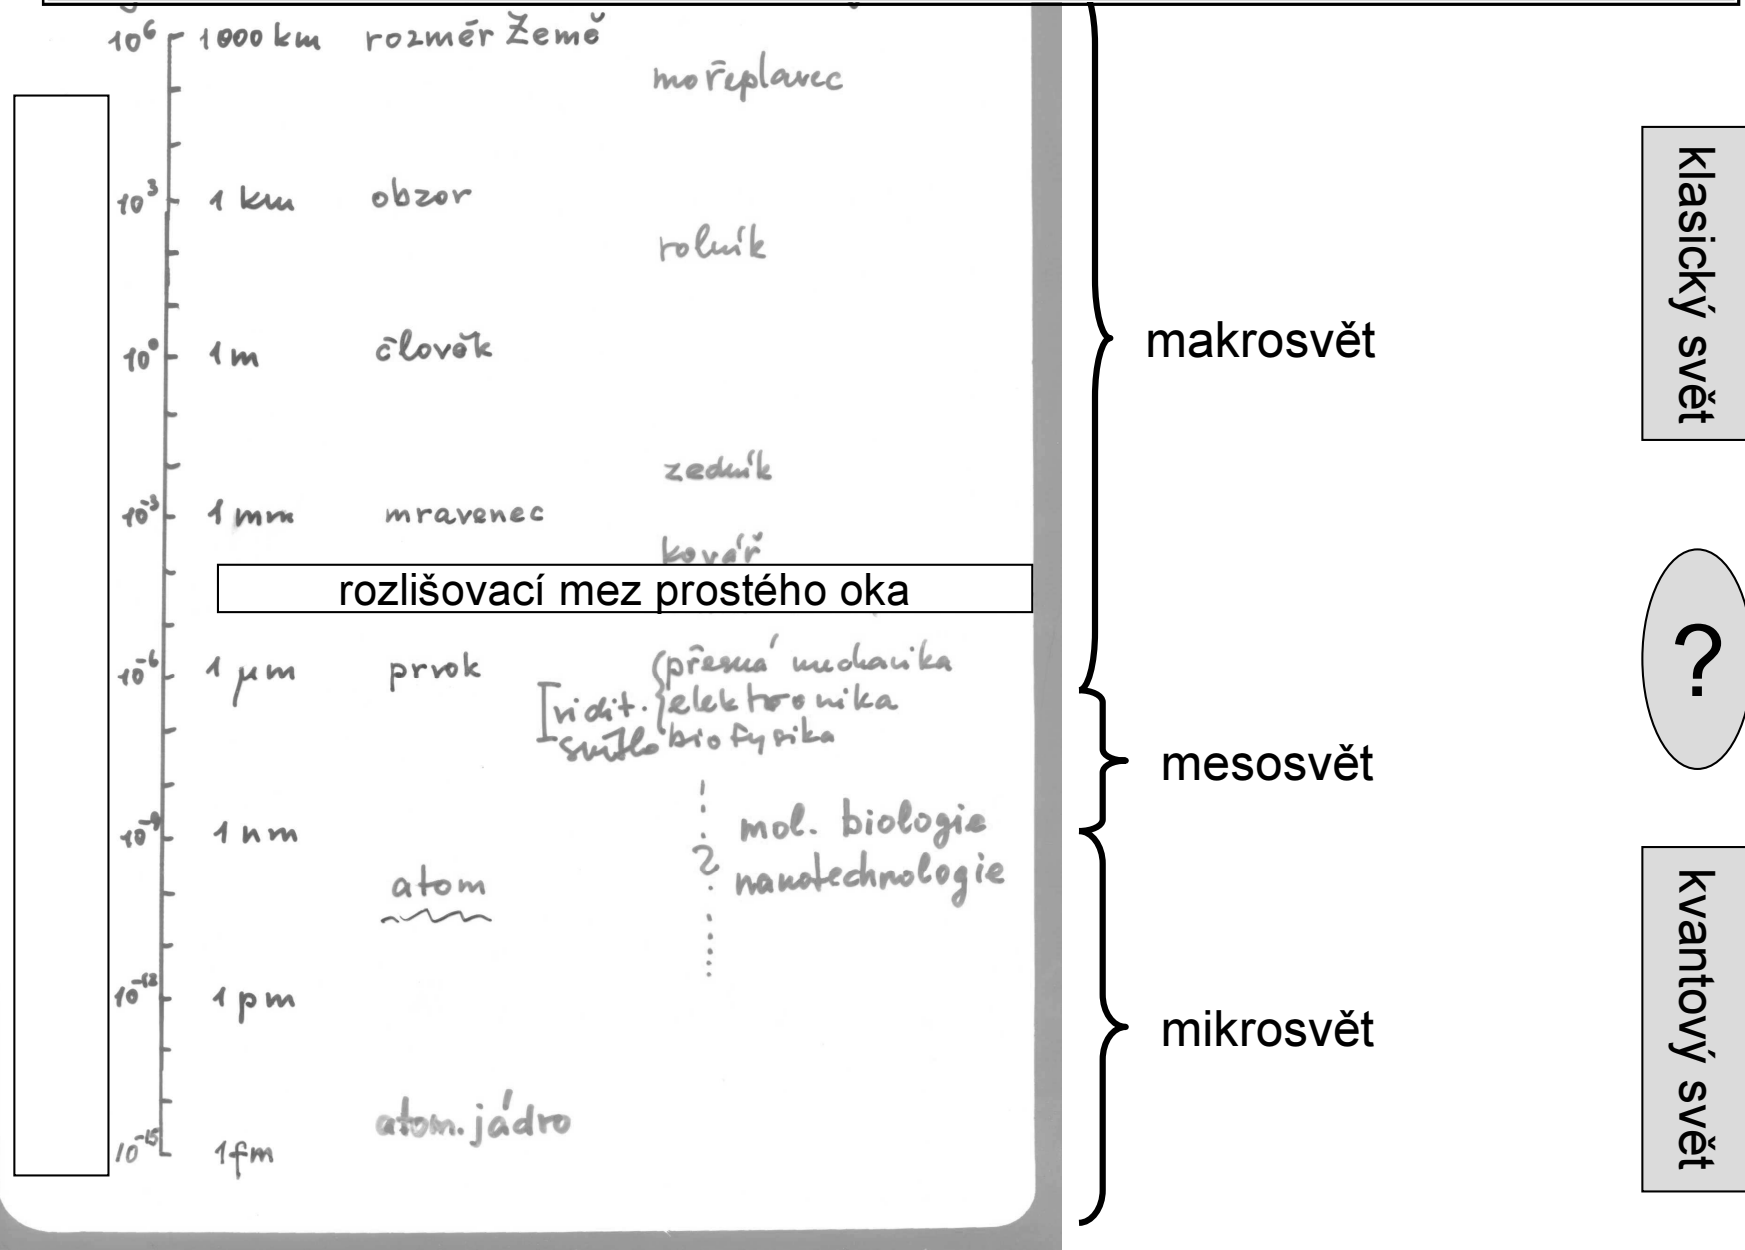 10⁶ 1000 km rozměr Země
mořeplavec
10³ 1 km obzor
rolník
10⁰ 1 m člověk
zedník
10⁻³ 1 mm mravenec
kovář
rozlišovací mez prostého oka
10⁻⁶ 1 μm prvok
přesná mechanika
vidit. elektronika
světlo biofyzika
10⁻⁹ 1 nm
mol. biologie
? nanotechnologie
atom
10⁻¹² 1 pm
atom. jádro
10⁻¹⁵ 1 fm
makrosvět
mesosvět
mikrosvět
klasický svět
?
kvantový svět